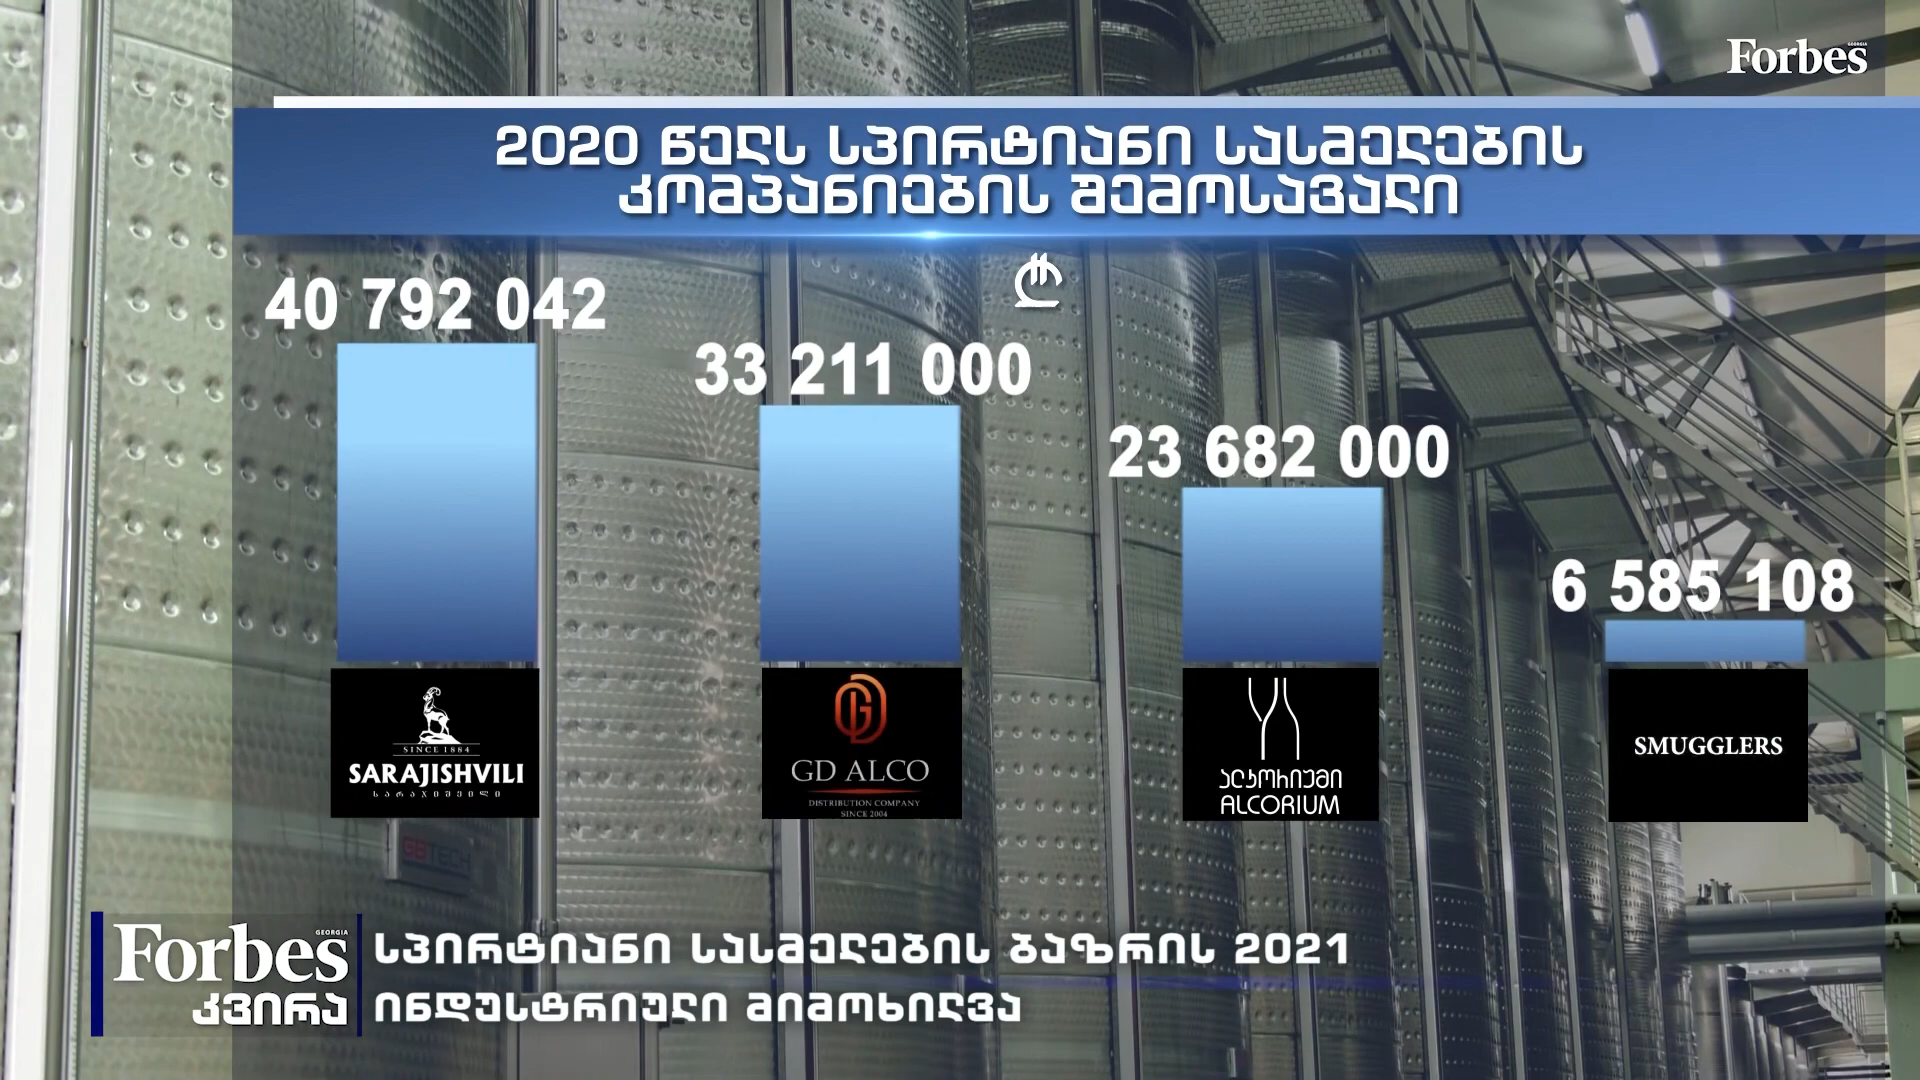 Forbes
GEORGIA
2020 წელს სპირტიანი სასმელების
კომპანიების შემოსავალი
₾
40 792 042
33 211 000
23 682 000
6 585 108
SINCE 1884
SARAJISHVILI
სარაჯიშვილი
GD ALCO
DISTRIBUTION COMPANY
SINCE 2004
ალკორიუმი
ALCORIUM
SMUGGLERS
Forbes
GEORGIA
კვირა
სპირტიანი სასმელების ბაზრის 2021
ინდუსტრიული მიმოხილვა